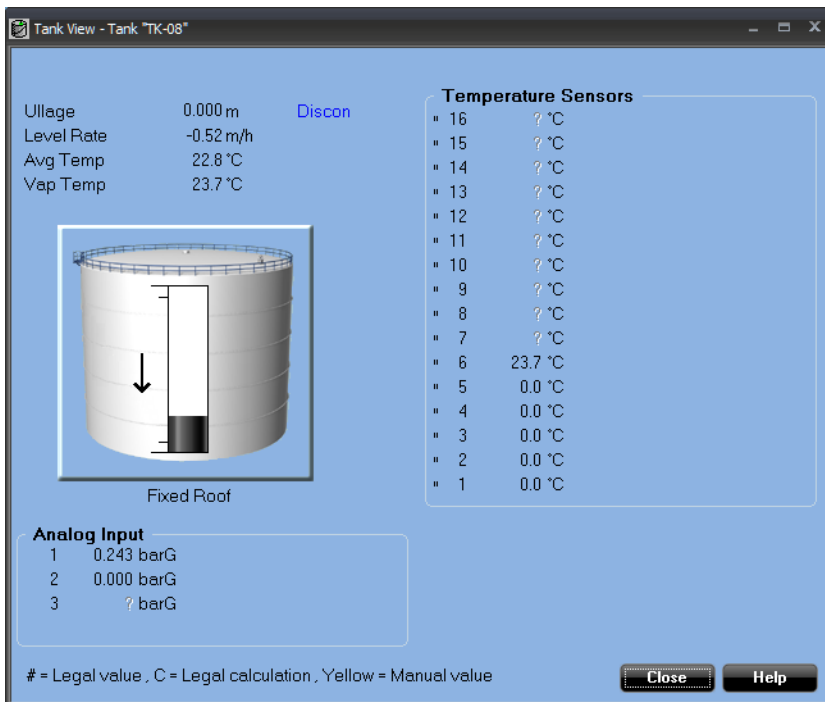 Tank View - Tank "TK-08"
Ullage 0.000 m Discon
Level Rate -0.52 m/h
Avg Temp 22.8 °C
Vap Temp 23.7 °C
Fixed Roof
Temperature Sensors
" 16 ? °C
" 15 ? °C
" 14 ? °C
" 13 ? °C
" 12 ? °C
" 11 ? °C
" 10 ? °C
" 9 ? °C
" 8 ? °C
" 7 ? °C
" 6 23.7 °C
" 5 0.0 °C
" 4 0.0 °C
" 3 0.0 °C
" 2 0.0 °C
" 1 0.0 °C
Analog Input
1 0.243 barG
2 0.000 barG
3 ? barG
# = Legal value , C = Legal calculation , Yellow = Manual value
Close Help